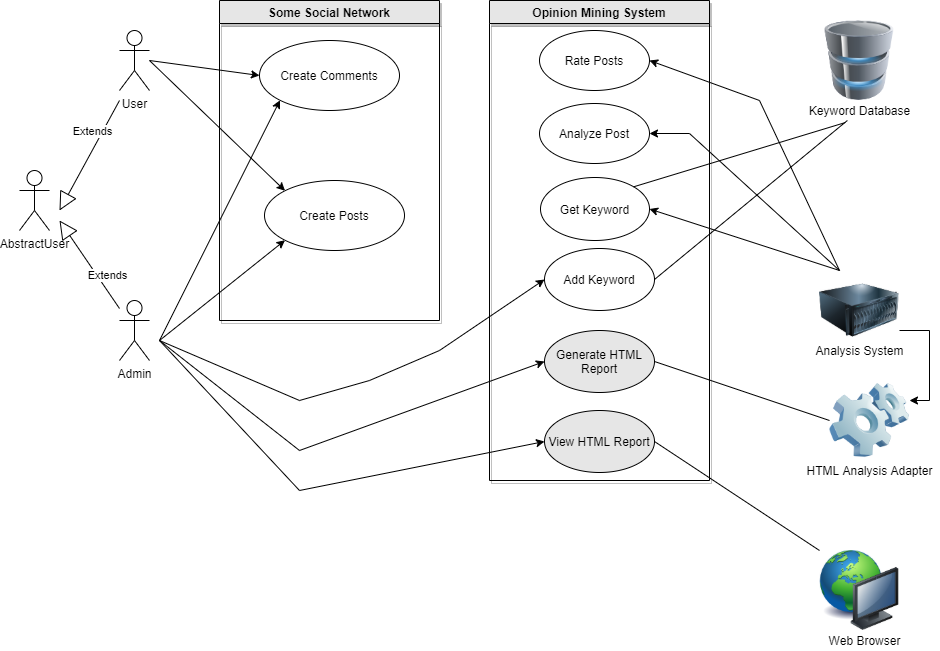 Some Social Network
Opinion Mining System
Create Comments
Rate Posts
User
Keyword Database
Extends
Analyze Post
Create Posts
Get Keyword
AbstractUser
Extends
Add Keyword
Admin
Analysis System
Generate HTML
Report
View HTML Report
HTML Analysis Adapter
Web Browser